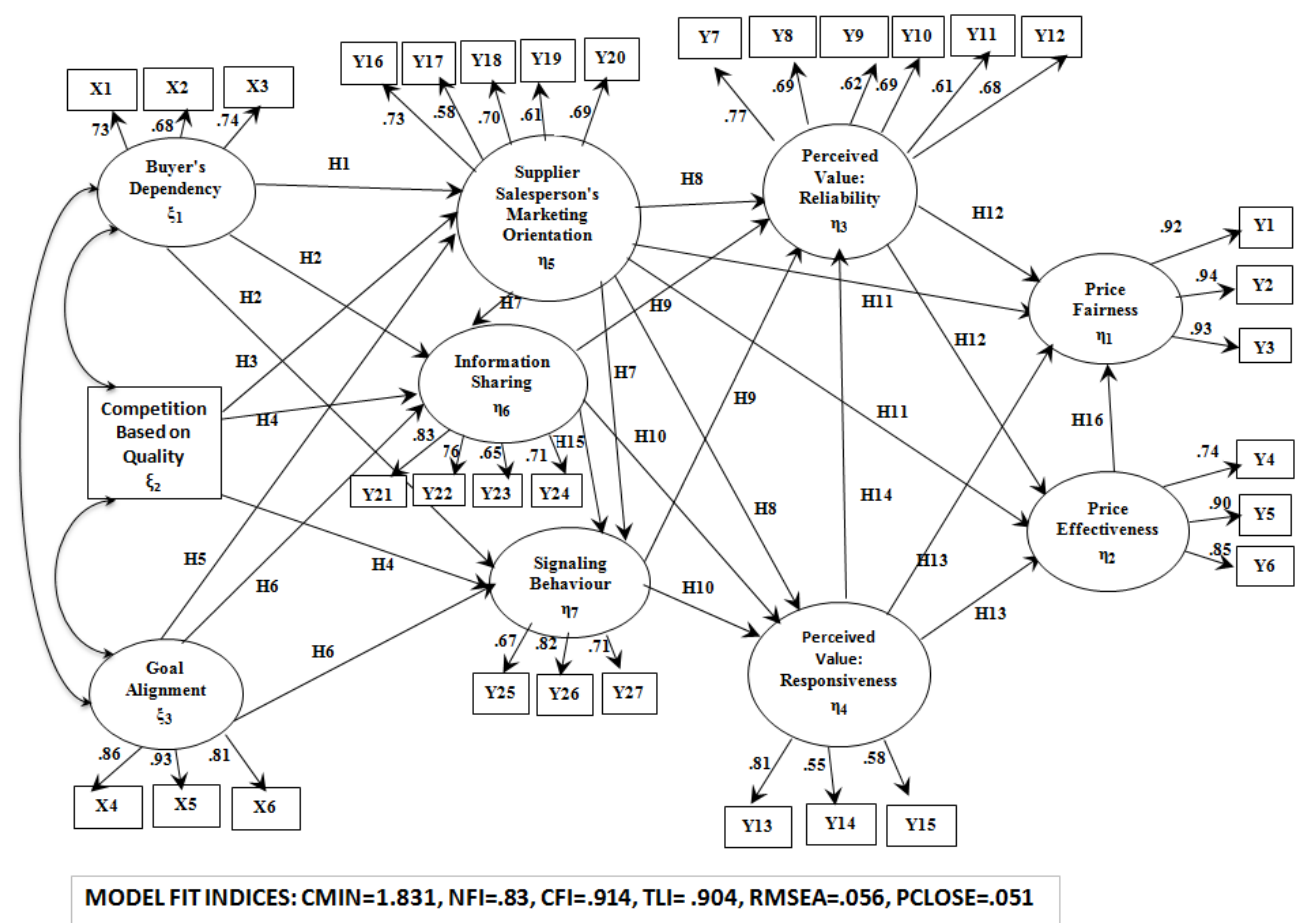 Y7
Y8
Y9
Y10
Y11
Y12
Y16
Y17
Y18
Y19
Y20
X1
X2
X3
.77
.69
.62
.69
.61
.68
.73
.58
.70
.61
.69
73
.68
.74
Buyer's
Dependency
ξ1
H1
Supplier
Salesperson's
Marketing
Orientation
η5
H8
Perceived
Value:
Reliability
η3
H12
.92
Y1
.94
Y2
.93
Y3
Price
Fairness
η1
H2
H2
H7
H9
H11
H12
H3
Information
Sharing
η6
H7
H9
H11
H16
Competition
Based on
Quality
ξ2
H4
.83
76
.65
.71
H15
H10
Y21
Y22
Y23
Y24
.74
Y4
.90
Y5
.85
Y6
Price
Effectiveness
η2
H14
H8
H5
H6
H4
Signaling
Behaviour
η7
H10
H13
H13
H6
.67
.82
.71
Y25
Y26
Y27
Perceived
Value:
Responsiveness
η4
Goal
Alignment
ξ3
.86
.93
.81
X4
X5
X6
.81
.55
.58
Y13
Y14
Y15
MODEL FIT INDICES: CMIN=1.831, NFI=.83, CFI=.914, TLI= .904, RMSEA=.056, PCLOSE=.051